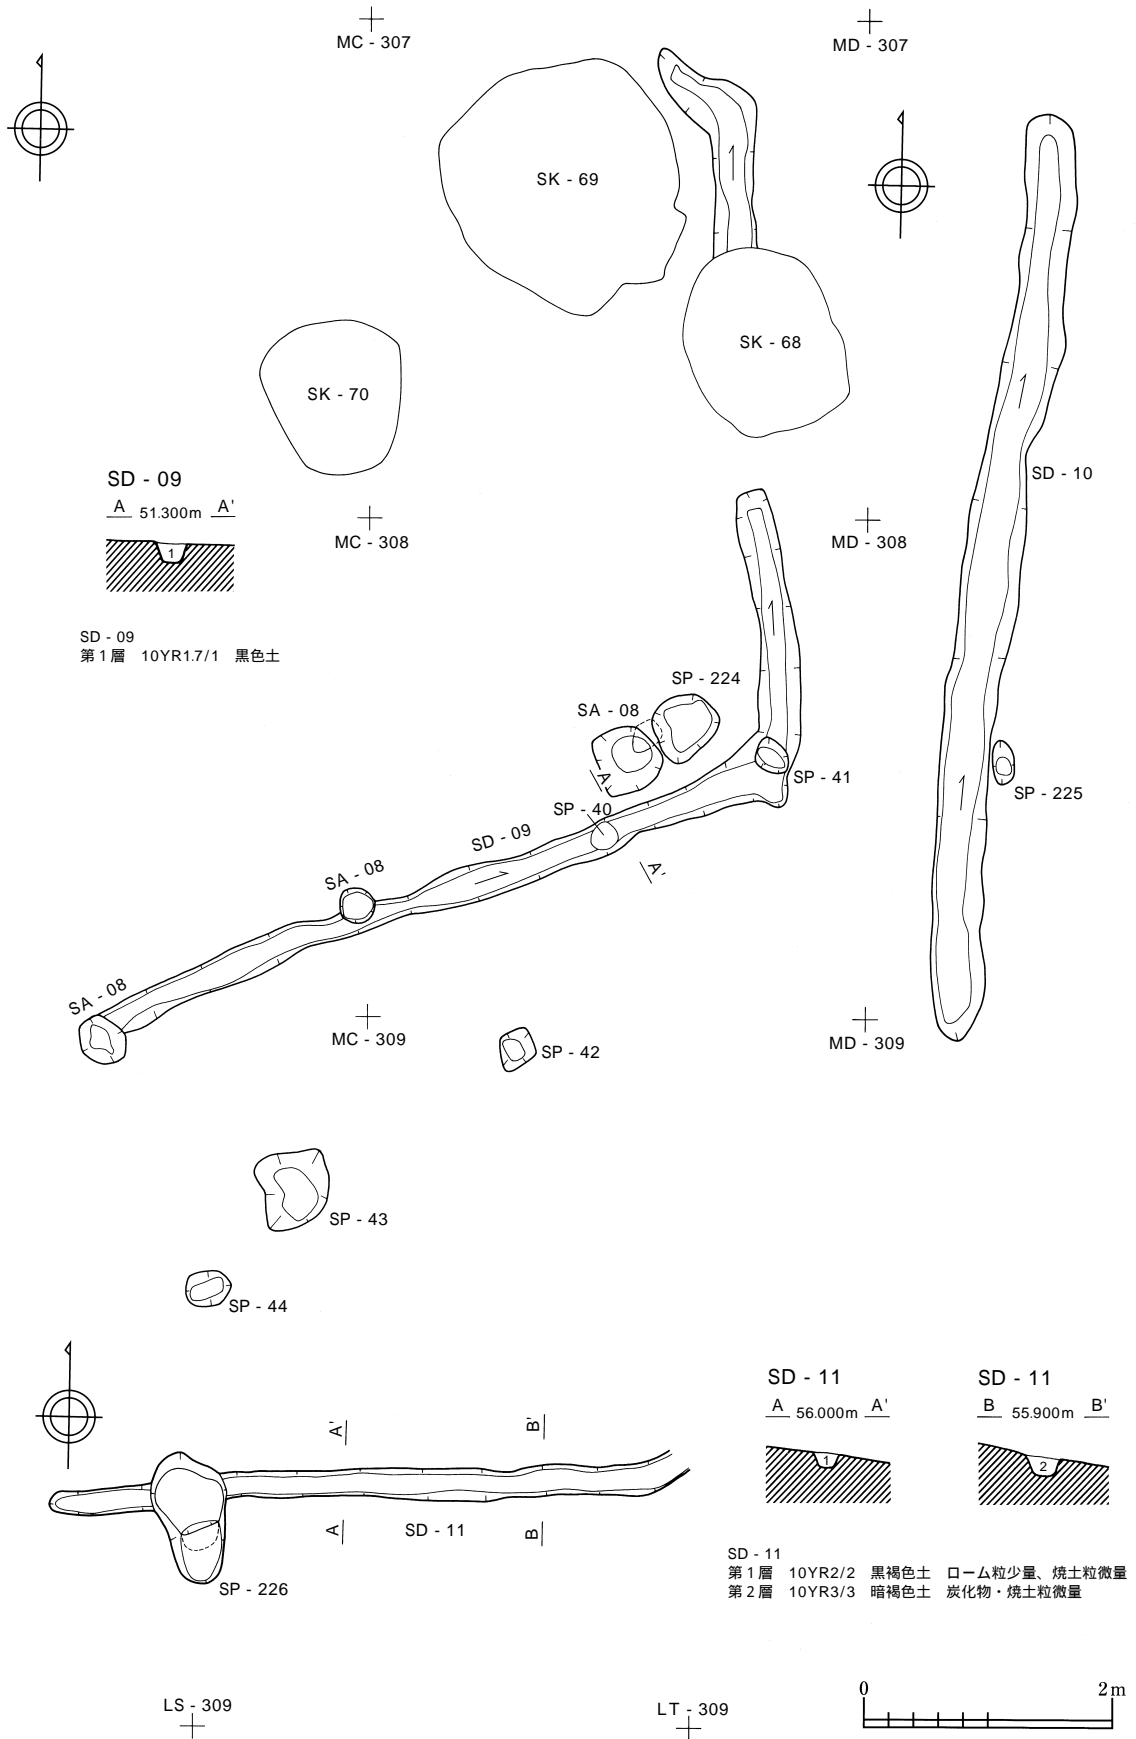 MC - 307
MD - 307
SK - 69
SK - 68
SK - 70
SD - 09
A 51.300m A'
1
SD - 10
MC - 308
MD - 308
SD - 09
第1層 10YR1.7/1 黒色土
SP - 224
SA - 08
A
SP - 41
SP - 225
SP - 40
SD - 09
A'
SA - 08
SA - 08
MC - 309
MD - 309
SP - 42
SP - 43
SP - 44
SD - 11
A 56.000m A'
1
SD - 11
B 55.900m B'
2
A'
B'
A
SD - 11
B
SP - 226
SD - 11
第1層 10YR2/2 黒褐色土 ローム粒少量、焼土粒微量
第2層 10YR3/3 暗褐色土 炭化物・焼土粒微量
LS - 309
LT - 309
0 2m